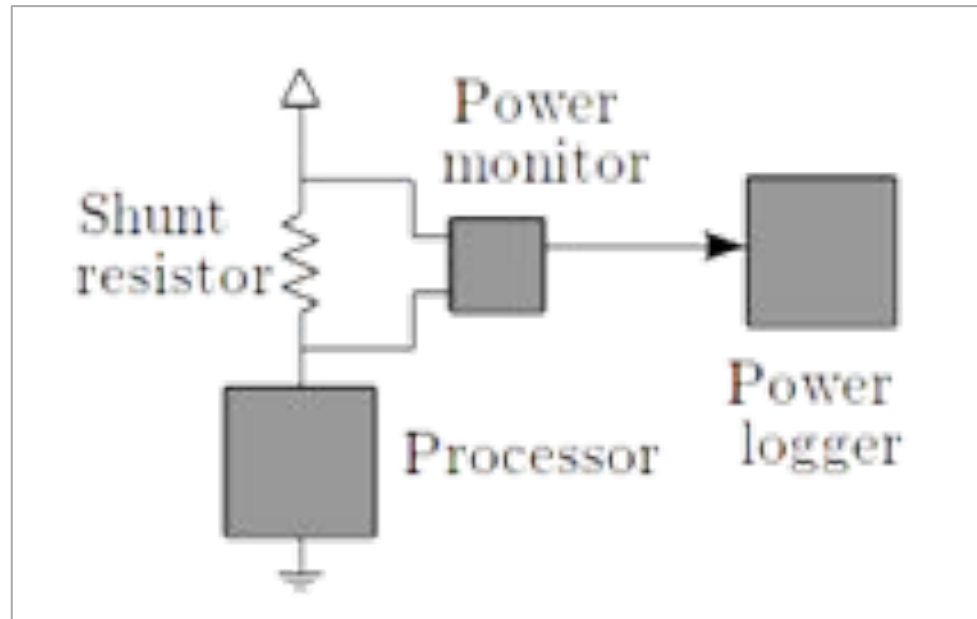 Power
monitor
Shunt
resistor
Power
logger
Processor